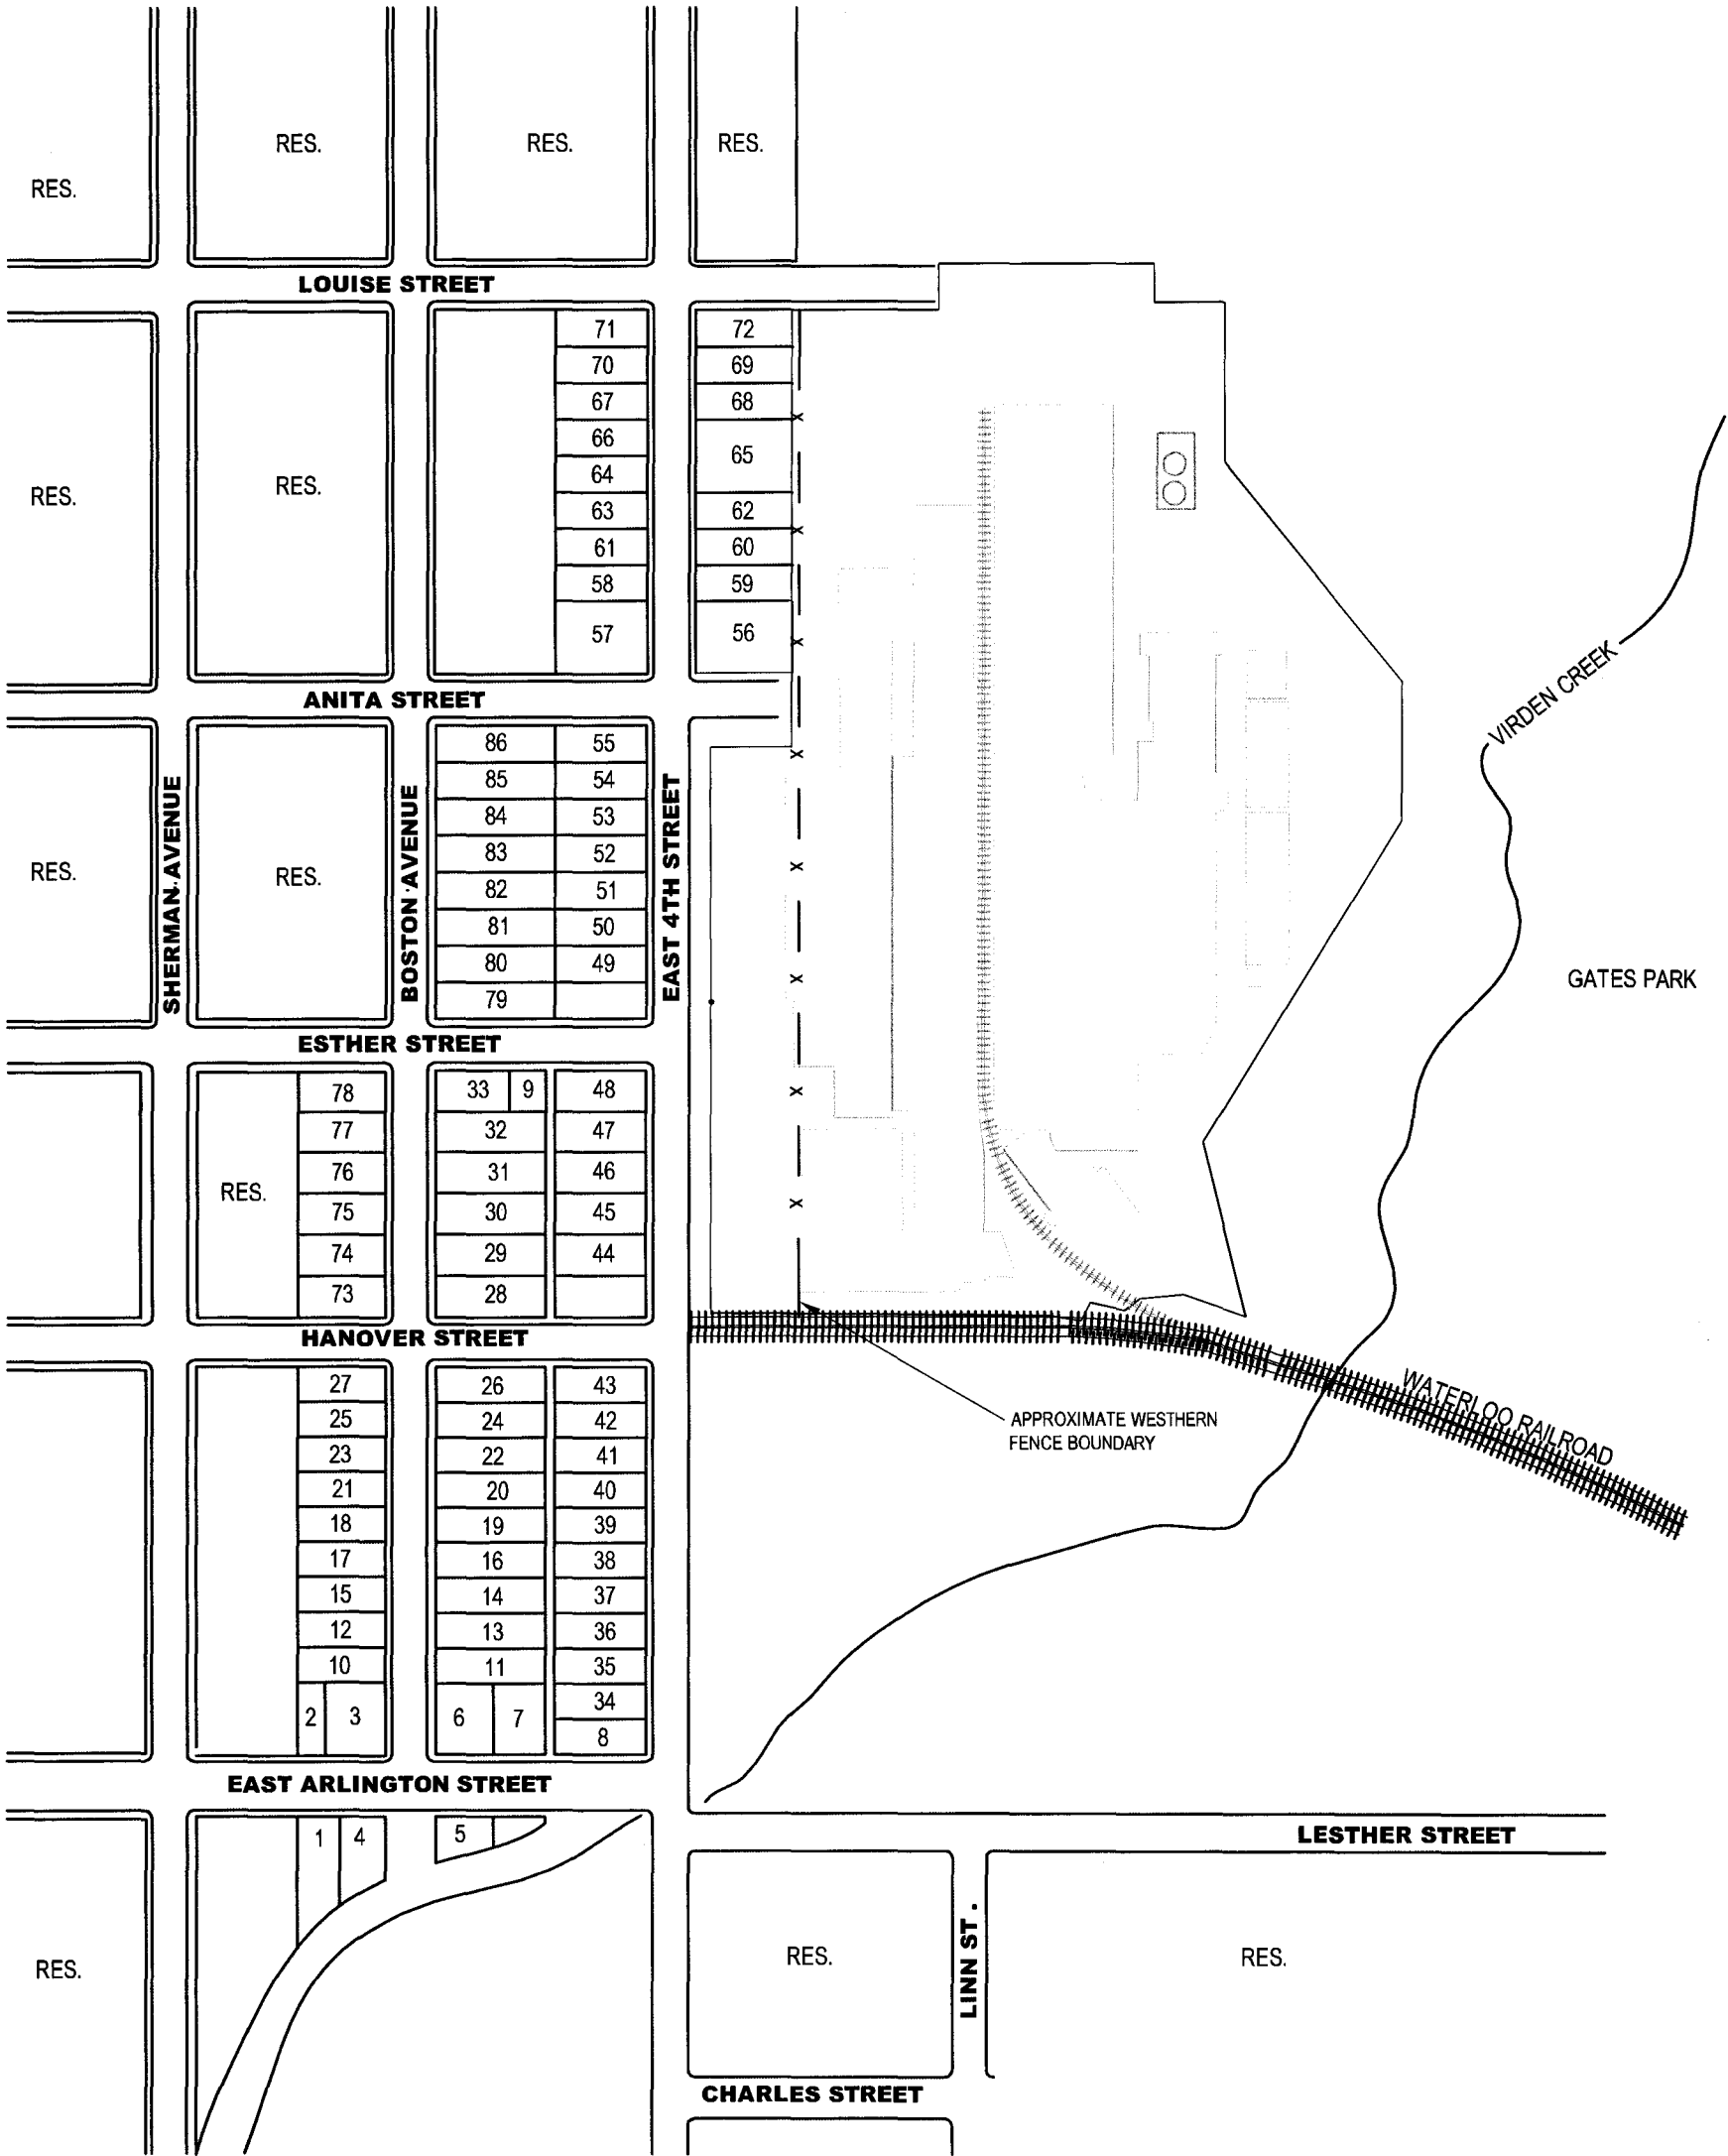 RES.
RES.
RES.
RES.
LOUISE STREET
71
70
67
66
64
63
61
58
57
72
69
68
65
62
60
59
56
RES.
RES.
ANITA STREET
SHERMAN AVENUE
BOSTON AVENUE
EAST 4TH STREET
RES.
RES.
86 55
85 54
84 53
83 52
82 51
81 50
80 49
79
VIRDEN CREEK
GATES PARK
ESTHER STREET
RES.
78
77
76
75
74
73
33 9 48
32 47
31 46
30 45
29 44
28
HANOVER STREET
APPROXIMATE WESTHERN
FENCE BOUNDARY
WATERLOO RAILROAD
27 26 43
25 24 42
23 22 41
21 20 40
18 19 39
17 16 38
15 14 37
12 13 36
10 11 35
2 3 6 7 34
8
EAST ARLINGTON STREET
1 4 5
LESTHER STREET
RES.
RES.
LINN ST.
RES.
CHARLES STREET